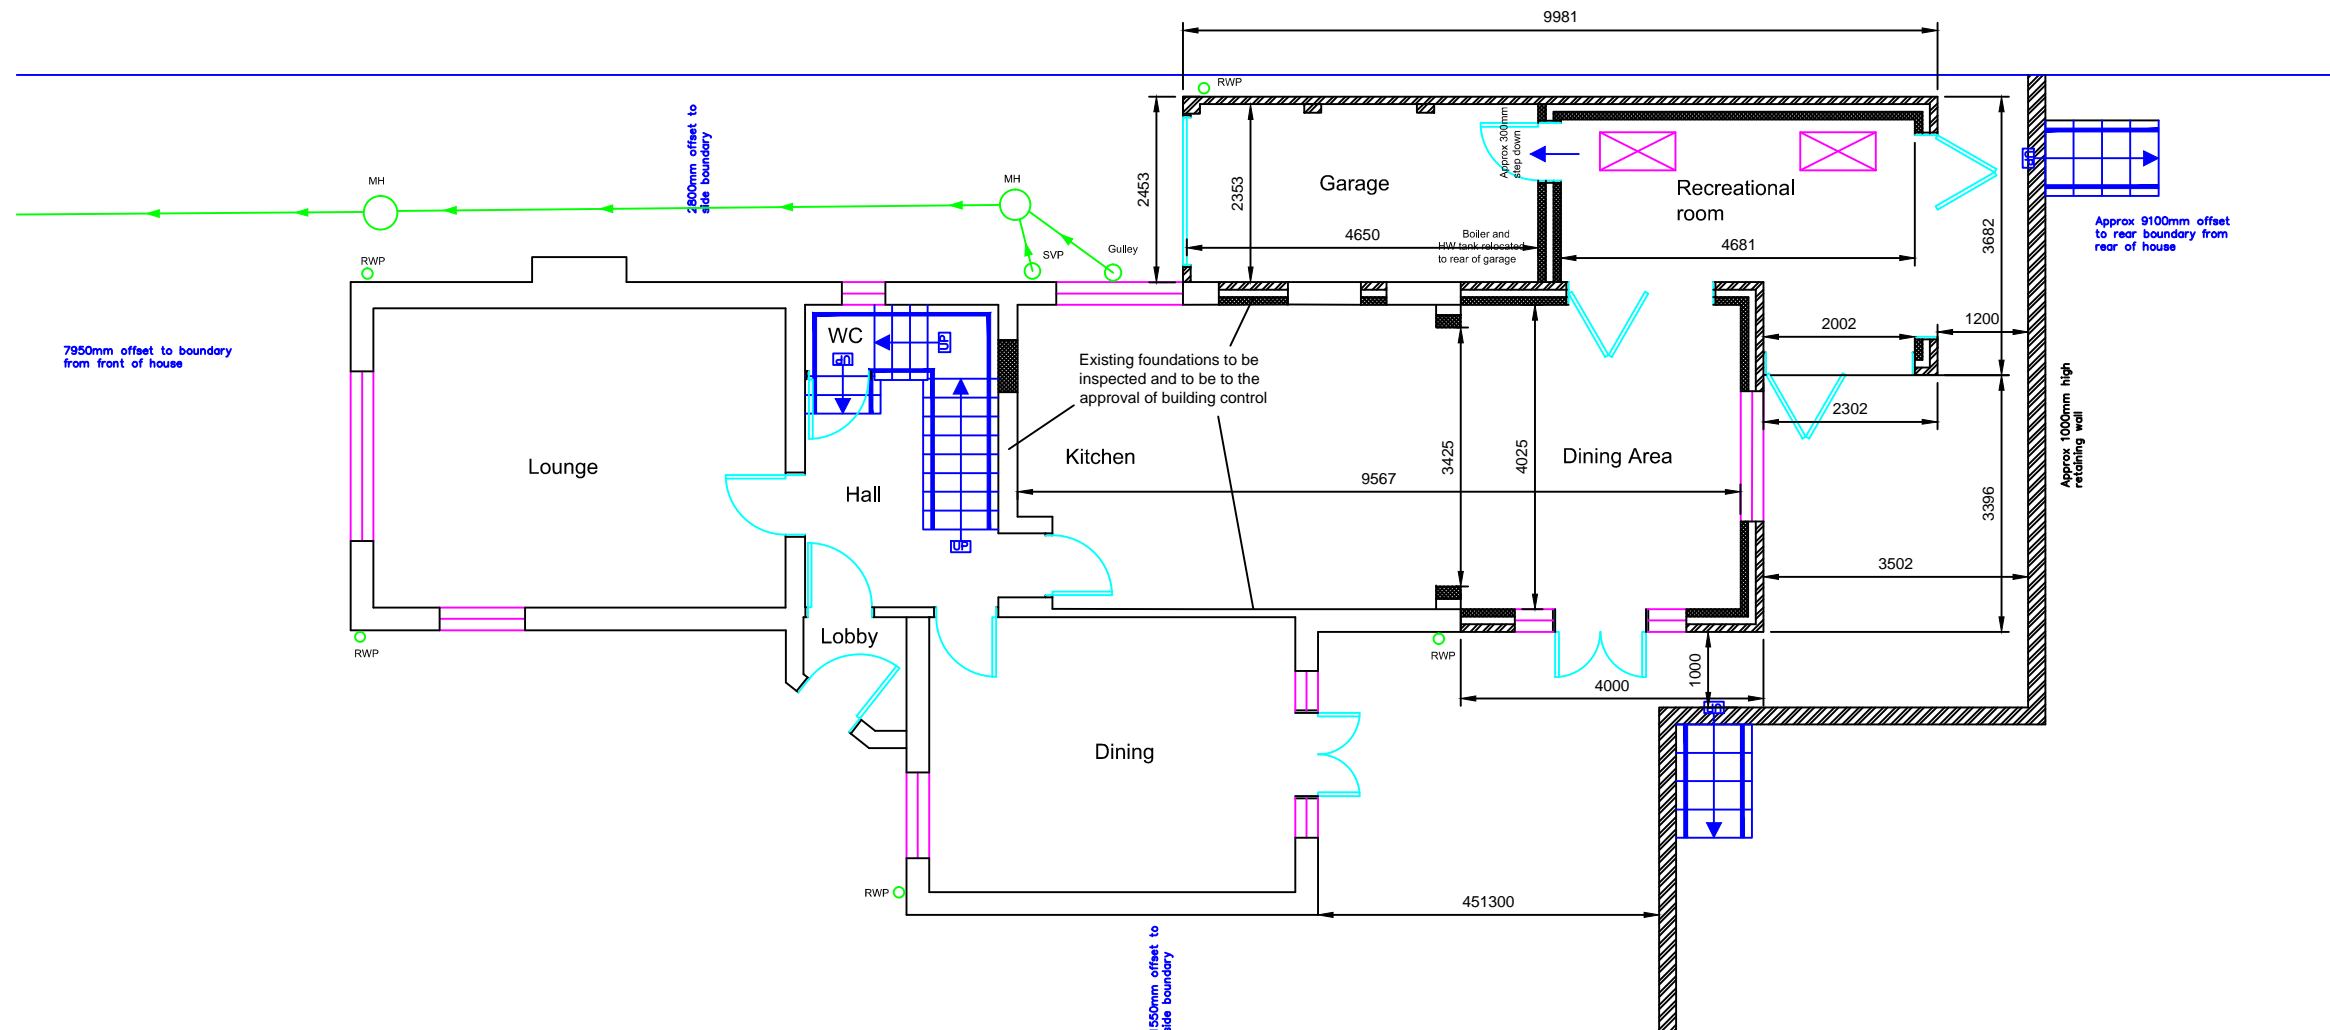 9981
RWP
2800mm offset to
side boundary
MH
MH
2453
2353
Garage
Approx 300mm
step down
Recreational
room
UP
3682
Approx 9100mm offset
to rear boundary from
rear of house
4650
Boiler and
HW tank relocated
to rear of garage
4681
SVP
Gulley
RWP
7950mm offset to boundary
from front of house
WC
UP
UP
2002
1200
Existing foundations to be
inspected and to be to the
approval of building control
2302
Approx 1000mm high
retaining wall
Lounge
Hall
Kitchen
3425
4025
Dining Area
9567
3396
UP
3502
Lobby
RWP
RWP
1000
4000
UP
Dining
RWP
451300
1550mm offset to
side boundary